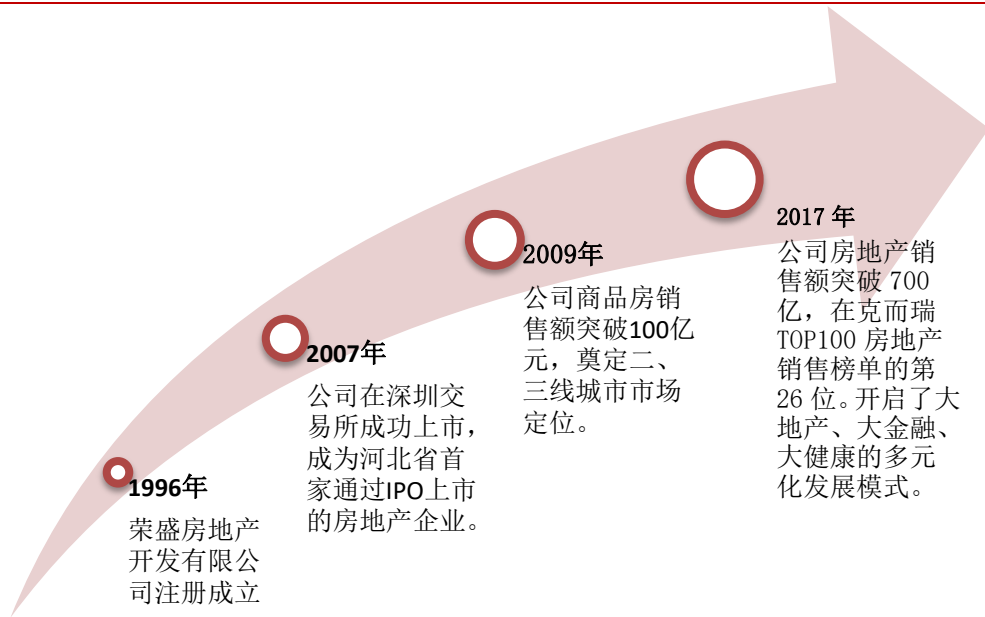 1996年
荣盛房地产
开发有限公
司注册成立
2007年
公司在深圳交
易所成功上市，
成为河北省首
家通过IPO上市
的房地产企业。
2009年
公司商品房销
售额突破100亿
元，奠定二、
三线城市市场
定位。
2017 年
公司房地产销
售额突破 700
亿，在克而瑞
TOP100 房地产
销售榜单的第
26 位。开启了大
地产、大金融、
大健康的多元
化发展模式。